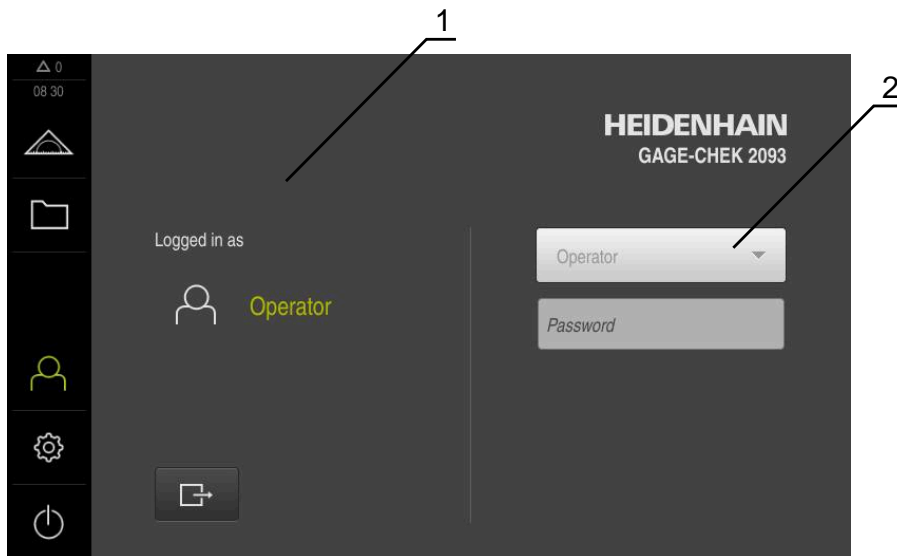 1
△ 0
08 30
2
HEIDENHAIN
GAGE-CHEK 2093
Logged in as
Operator
Operator
Password